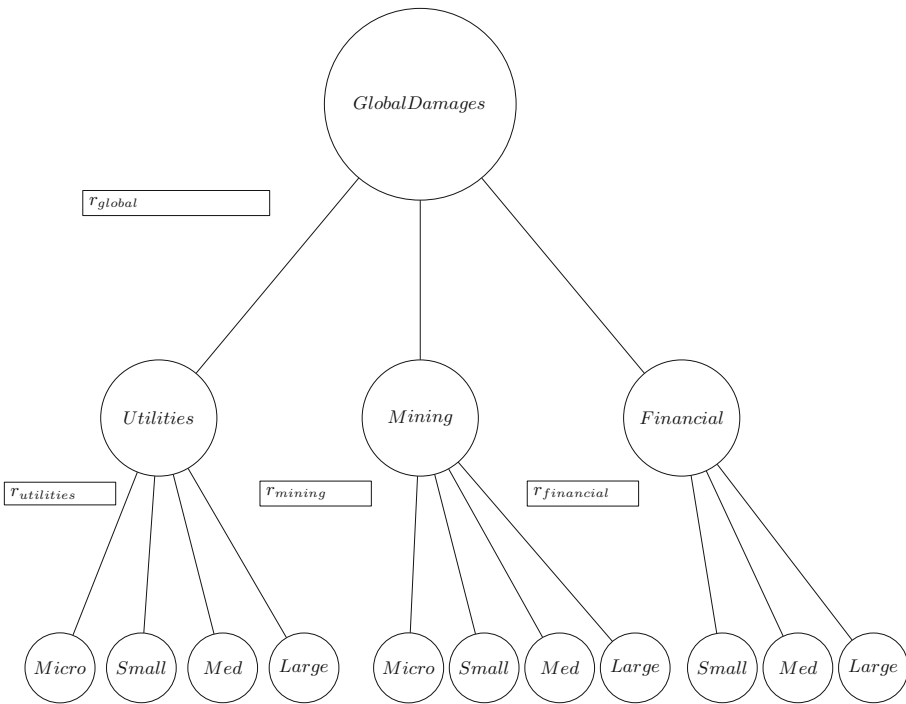 GlobalDamages
r_global
Utilities
Mining
Financial
r_utilities
r_mining
r_financial
Micro Small Med Large Micro Small Med Large Small Med Large